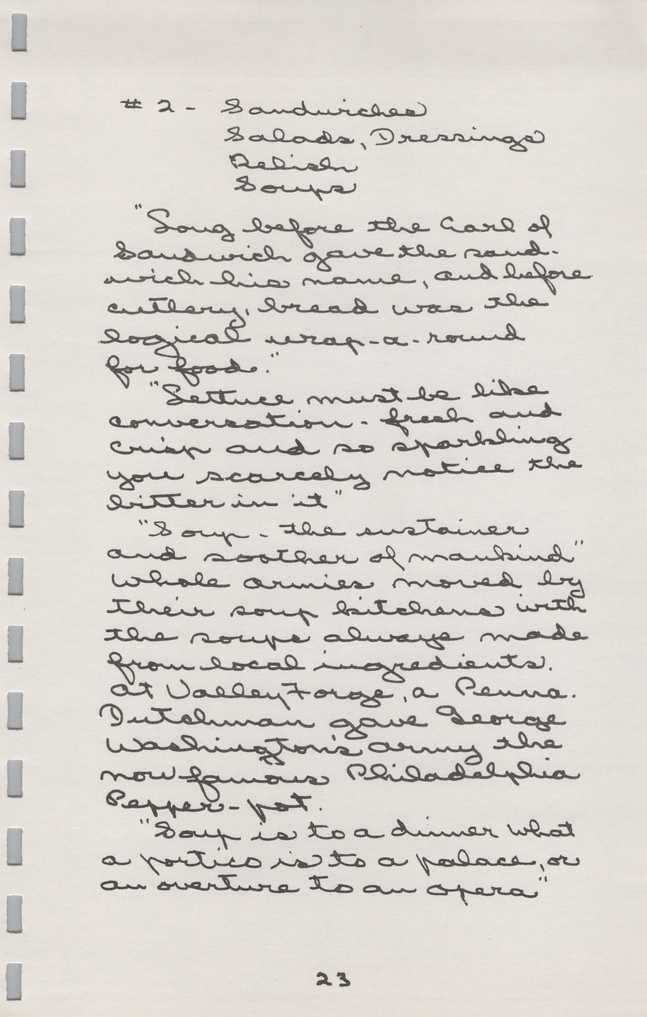 # 2 - Sandwiches
Salads, Dressings
Relish
Soups
"Long before the Earl of
Sandwich gave the sand-
wich his name, and before
cutlery, bread was the
logical wrap-a-round
for food."
"Lettuce must be like
conversation - fresh and
crisp and so sparkling
you scarcely notice the
bitter in it"
"Soup - the sustainer
and soother of mankind"
Whole armies moved by
their soup kitchens with
the soups always made
from local ingredients.
At Valley Forge, a Penna.
Dutchman gave George
Washington's army the
now famous Philadelphia
Pepper-pot.
"Soup is to a dinner what
a portico is to a palace, or
an overture to an opera"
23